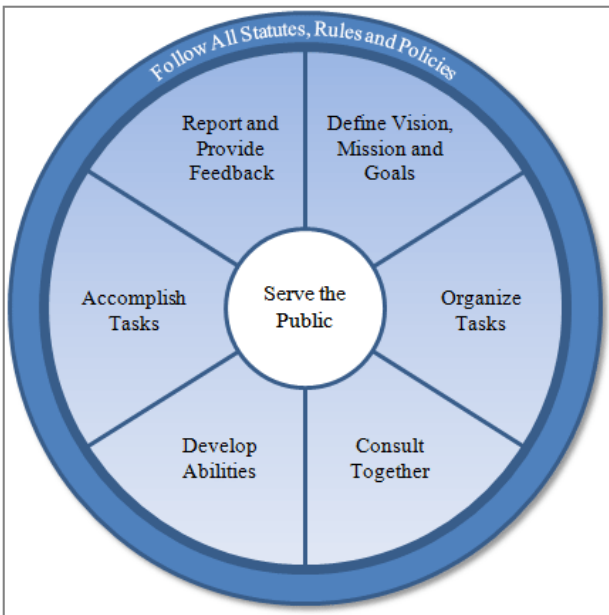 Follow All Statutes, Rules and Policies
Report and
Provide
Feedback
Define Vision,
Mission and
Goals
Accomplish
Tasks
Serve the
Public
Organize
Tasks
Develop
Abilities
Consult
Together